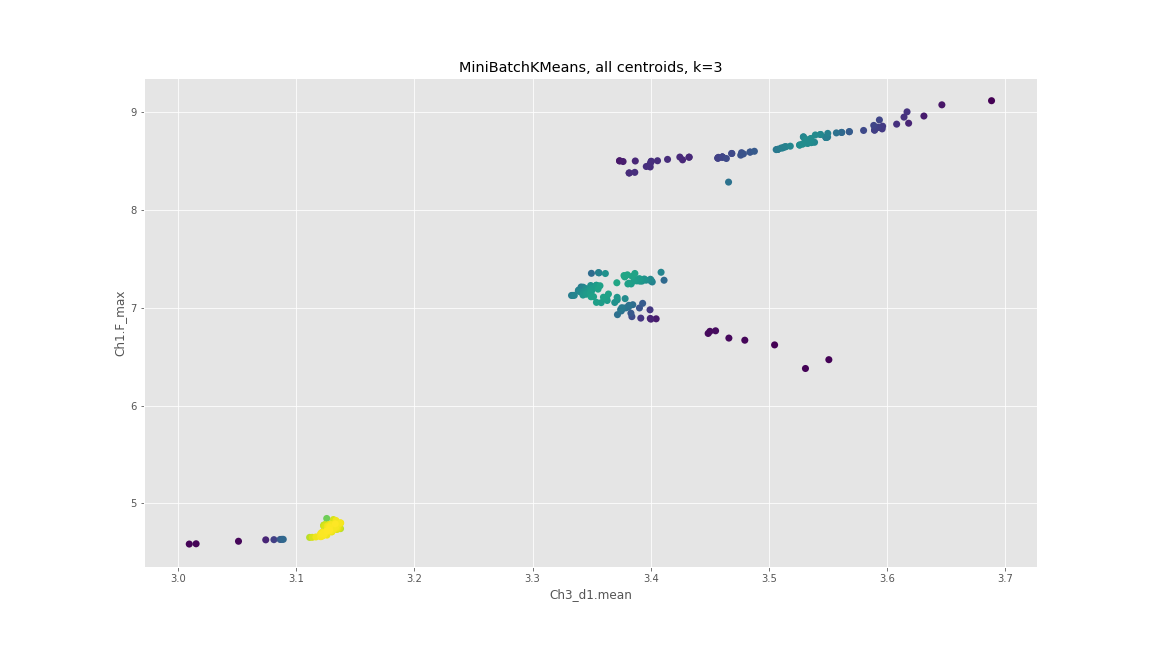 MiniBatchKMeans, all centroids, k=3
9
8
7
6
5
Ch1.F_max
3.0 3.1 3.2 3.3 3.4 3.5 3.6 3.7
Ch3_d1.mean